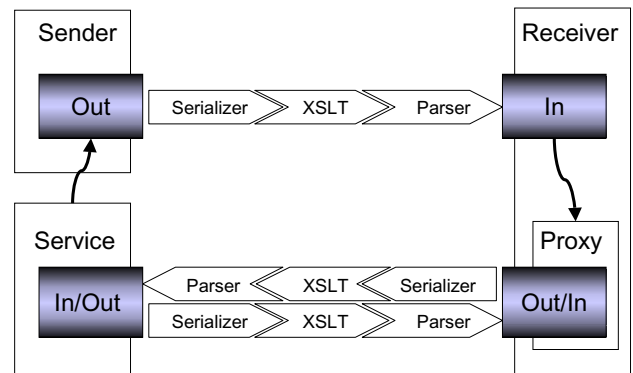 Sender
Receiver
Out
Serializer
XSLT
Parser
In
Service
Proxy
In/Out
Parser
XSLT
Serializer
Out/In
Serializer
XSLT
Parser